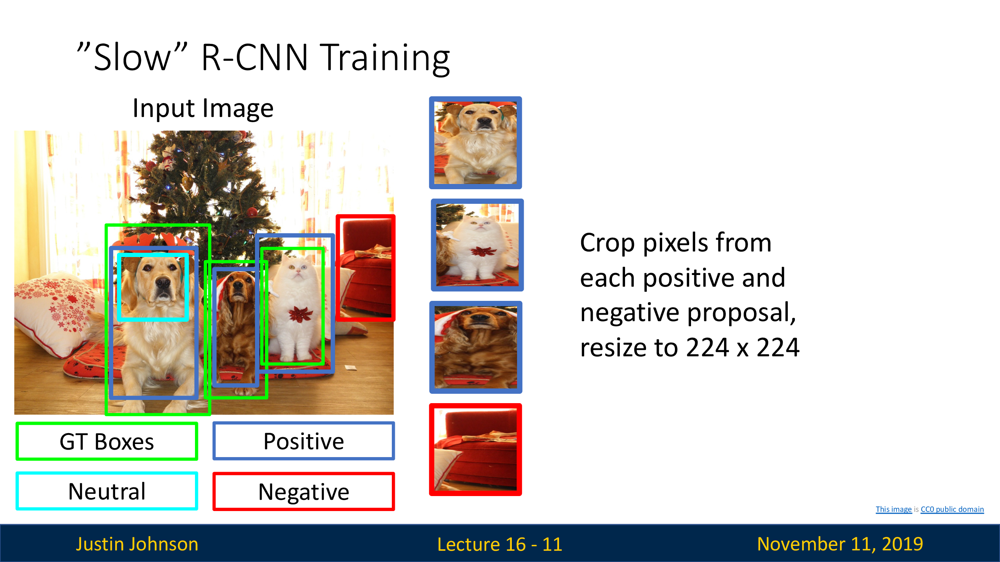 ”Slow” R-CNN Training
Input Image
Crop pixels from
each positive and
negative proposal,
resize to 224 x 224
GT Boxes
Positive
Neutral
Negative
This image is CC0 public domain
Justin Johnson
Lecture 16 - 11
November 11, 2019